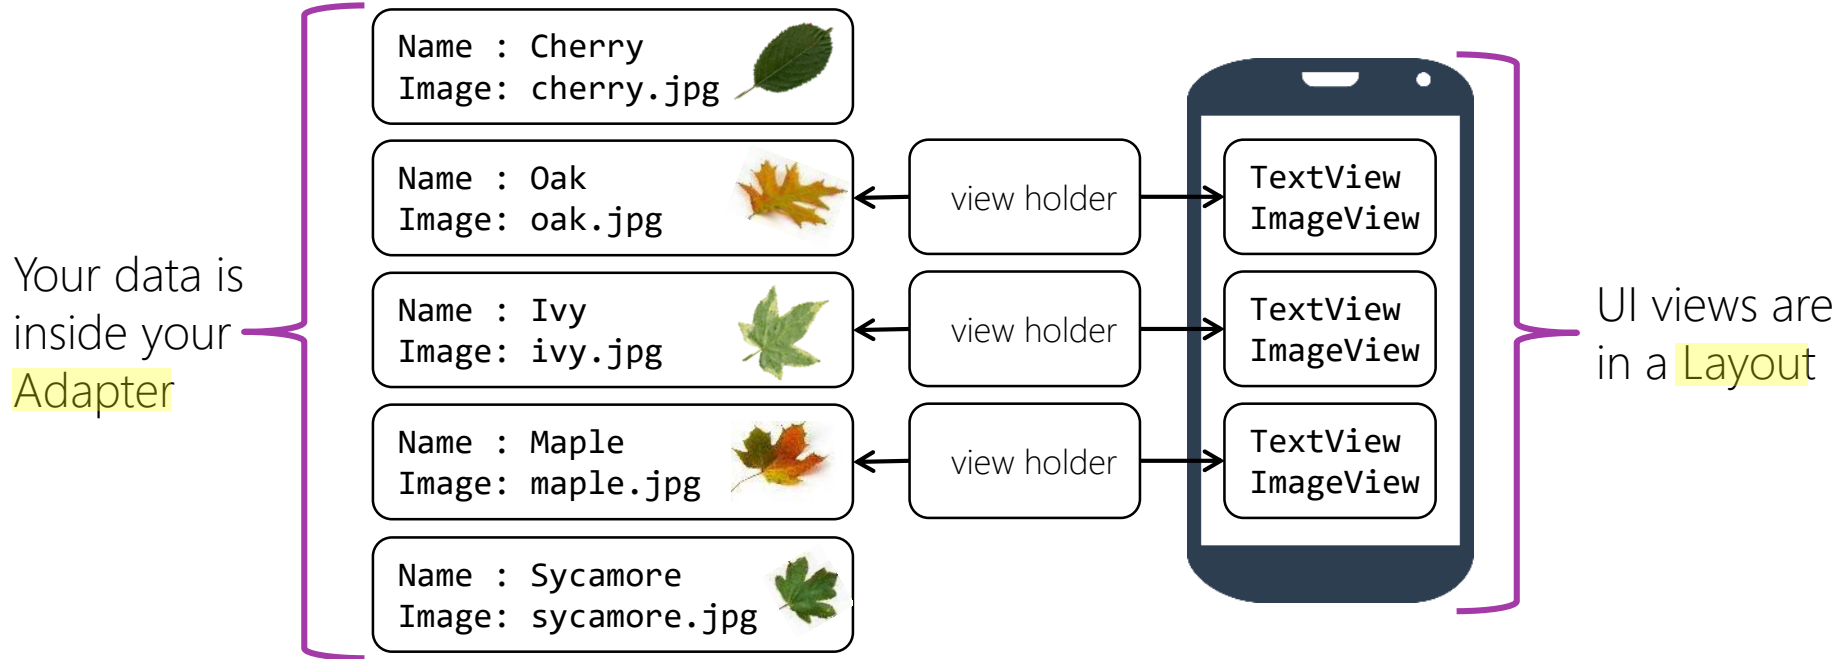 Your data is
inside your
Adapter
Name : Cherry
Image: cherry.jpg
Name : Oak
Image: oak.jpg
Name : Ivy
Image: ivy.jpg
Name : Maple
Image: maple.jpg
Name : Sycamore
Image: sycamore.jpg
view holder
view holder
view holder
TextView
ImageView
TextView
ImageView
TextView
ImageView
UI views are
in a Layout